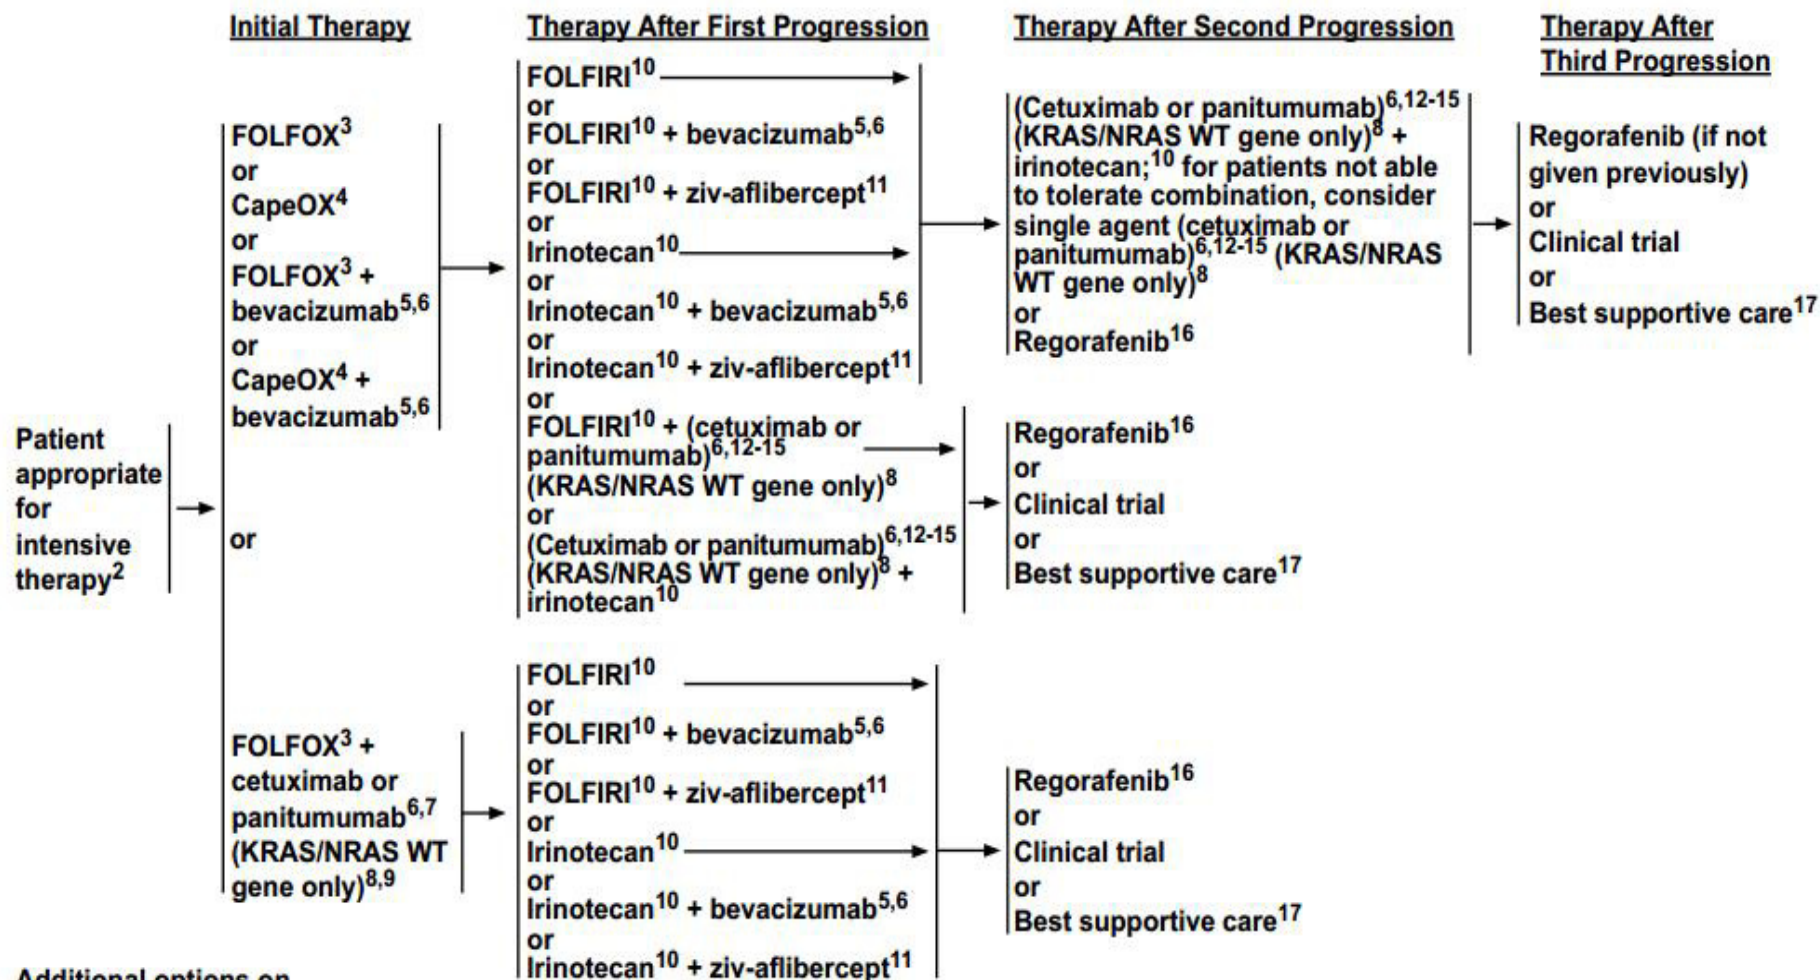 Initial Therapy
Therapy After First Progression
Therapy After Second Progression
Therapy After
Third Progression
Patient
appropriate
for
intensive
therapy2
FOLFOX3
or
CapeOX4
or
FOLFOX3 +
bevacizumab5,6
or
CapeOX4 +
bevacizumab5,6
or
FOLFOX3 +
cetuximab or
panitumumab6,7
(KRAS/NRAS WT
gene only)8,9
FOLFIRI10
or
FOLFIRI10 + bevacizumab5,6
or
FOLFIRI10 + ziv-aflibercept11
or
Irinotecan10
or
Irinotecan10 + bevacizumab5,6
or
Irinotecan10 + ziv-aflibercept11
or
FOLFIRI10 + (cetuximab or
panitumumab)6,12-15
(KRAS/NRAS WT gene only)8
or
(Cetuximab or panitumumab)6,12-15
(KRAS/NRAS WT gene only)8 +
irinotecan10
FOLFIRI10
or
FOLFIRI10 + bevacizumab5,6
or
FOLFIRI10 + ziv-aflibercept11
or
Irinotecan10
or
Irinotecan10 + bevacizumab5,6
or
Irinotecan10 + ziv-aflibercept11
(Cetuximab or panitumumab)6,12-15
(KRAS/NRAS WT gene only)8 +
irinotecan;10 for patients not able
to tolerate combination, consider
single agent (cetuximab or
panitumumab)6,12-15 (KRAS/NRAS
WT gene only)8
or
Regorafenib16
Regorafenib16
or
Clinical trial
or
Best supportive care17
Regorafenib16
or
Clinical trial
or
Best supportive care17
Regorafenib (if not
given previously)
or
Clinical trial
or
Best supportive care17
Additional options on